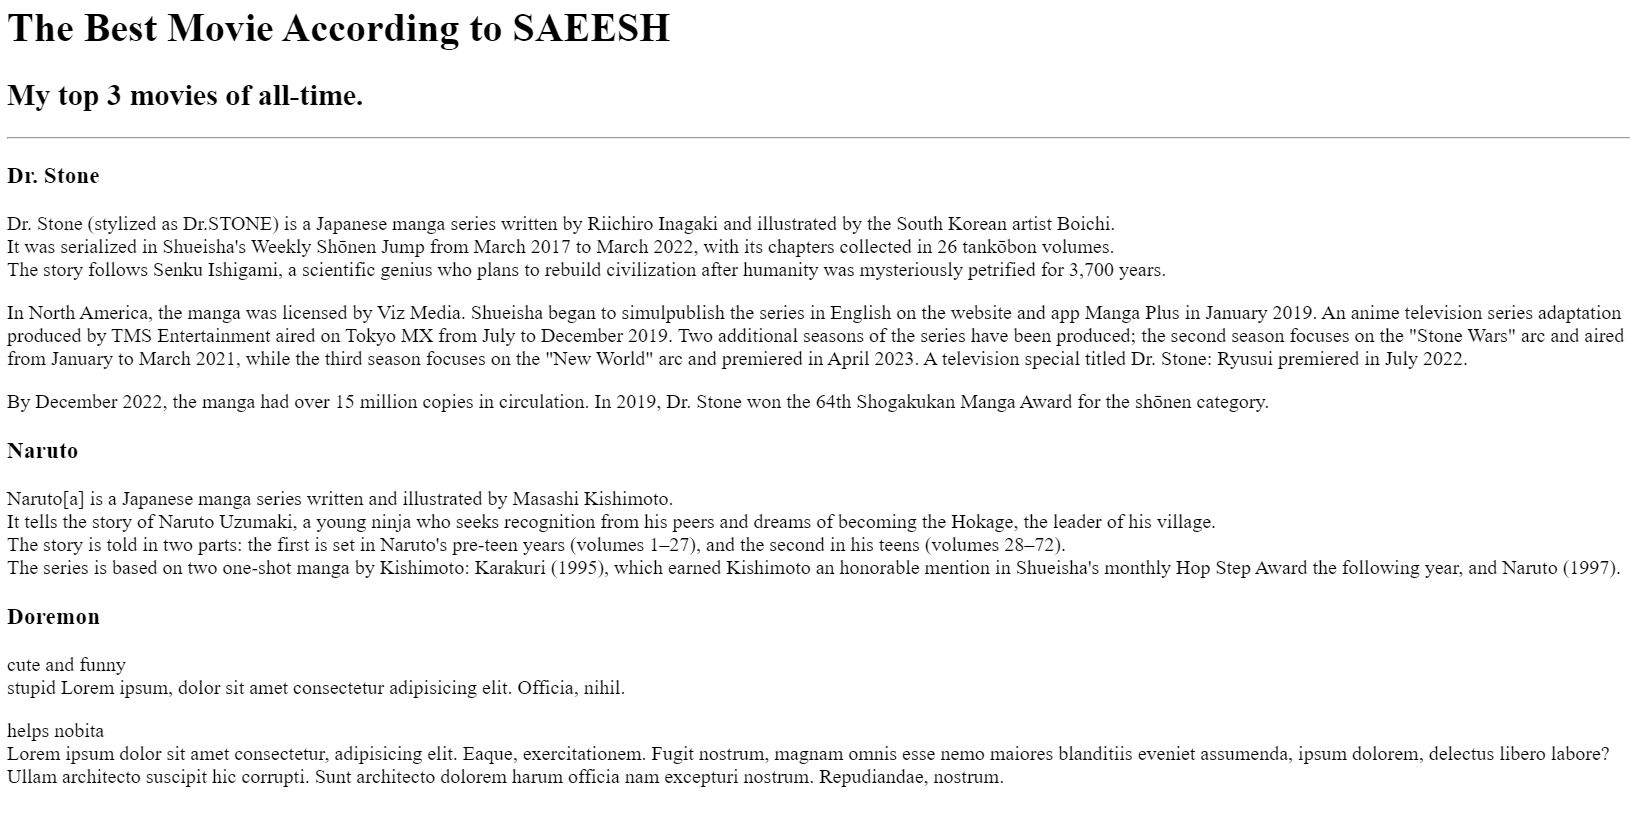 The Best Movie According to SAEESH
My top 3 movies of all-time.
Dr. Stone
Dr. Stone (stylized as Dr.STONE) is a Japanese manga series written by Riichiro Inagaki and illustrated by the South Korean artist Boichi.
It was serialized in Shueisha's Weekly Shōnen Jump from March 2017 to March 2022, with its chapters collected in 26 tankōbon volumes.
The story follows Senku Ishigami, a scientific genius who plans to rebuild civilization after humanity was mysteriously petrified for 3,700 years.
In North America, the manga was licensed by Viz Media. Shueisha began to simulpublish the series in English on the website and app Manga Plus in January 2019. An anime television series adaptation
produced by TMS Entertainment aired on Tokyo MX from July to December 2019. Two additional seasons of the series have been produced; the second season focuses on the "Stone Wars" arc and aired
from January to March 2021, while the third season focuses on the "New World" arc and premiered in April 2023. A television special titled Dr. Stone: Ryusui premiered in July 2022.
By December 2022, the manga had over 15 million copies in circulation. In 2019, Dr. Stone won the 64th Shogakukan Manga Award for the shōnen category.
Naruto
Naruto[a] is a Japanese manga series written and illustrated by Masashi Kishimoto.
It tells the story of Naruto Uzumaki, a young ninja who seeks recognition from his peers and dreams of becoming the Hokage, the leader of his village.
The story is told in two parts: the first is set in Naruto's pre-teen years (volumes 1–27), and the second in his teens (volumes 28–72).
The series is based on two one-shot manga by Kishimoto: Karakuri (1995), which earned Kishimoto an honorable mention in Shueisha's monthly Hop Step Award the following year, and Naruto (1997).
Doremon
cute and funny
stupid Lorem ipsum, dolor sit amet consectetur adipisicing elit. Officia, nihil.
helps nobita
Lorem ipsum dolor sit amet consectetur, adipisicing elit. Eaque, exercitationem. Fugit nostrum, magnam omnis esse nemo maiores blanditiis eveniet assumenda, ipsum dolorem, delectus libero labore?
Ullam architecto suscipit hic corrupti. Sunt architecto dolorem harum officia nam excepturi nostrum. Repudiandae, nostrum.